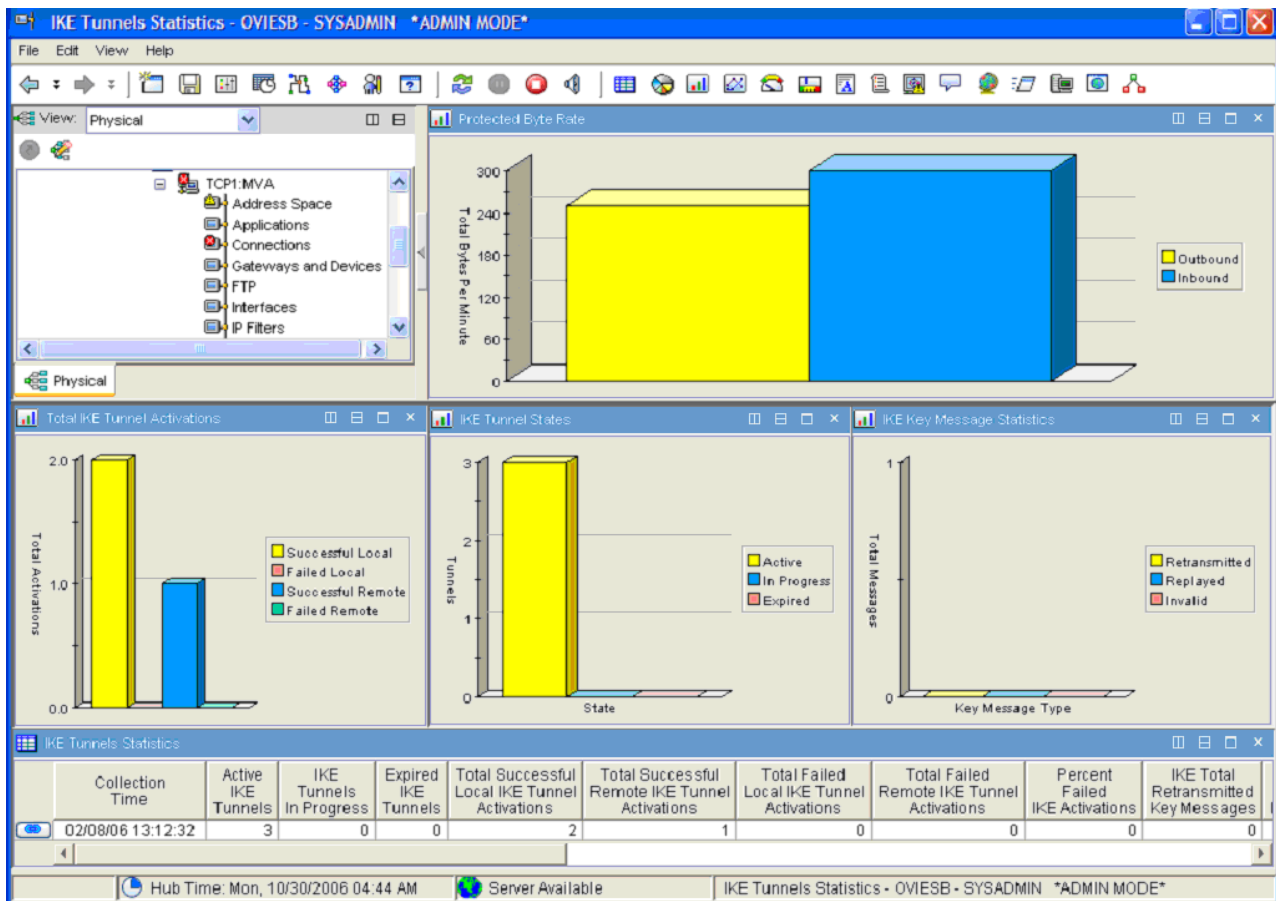 IKE Tunnels Statistics - OVIESB - SYSADMIN *ADMIN MODE*
File Edit View Help
View: Physical
TCP1:MVA
Address Space
Applications
Connections
Gateways and Devices
FTP
Interfaces
IP Filters
Physical
Protected Byte Rate
Total Bytes Per Minute
300
240
180
120
60
0
Outbound
Inbound
Total IKE Tunnel Activations
Total Activations
2.0
1.0
0.0
Successful Local
Failed Local
Successful Remote
Failed Remote
IKE Tunnel States
Tunnels
3
2
1
0
State
Active
In Progress
Expired
IKE Key Message Statistics
Total Messages
1
0
Key Message Type
Retransmitted
Replayed
Invalid
IKE Tunnels Statistics
Collection Time
Active IKE Tunnels
IKE Tunnels In Progress
Expired IKE Tunnels
Total Successful Local IKE Tunnel Activations
Total Successful Remote IKE Tunnel Activations
Total Failed Local IKE Tunnel Activations
Total Failed Remote IKE Tunnel Activations
Percent Failed IKE Activations
IKE Total Retransmitted Key Messages
02/08/06 13:12:32 3 0 0 2 1 0 0 0 0
Hub Time: Mon, 10/30/2006 04:44 AM
Server Available
IKE Tunnels Statistics - OVIESB - SYSADMIN *ADMIN MODE*